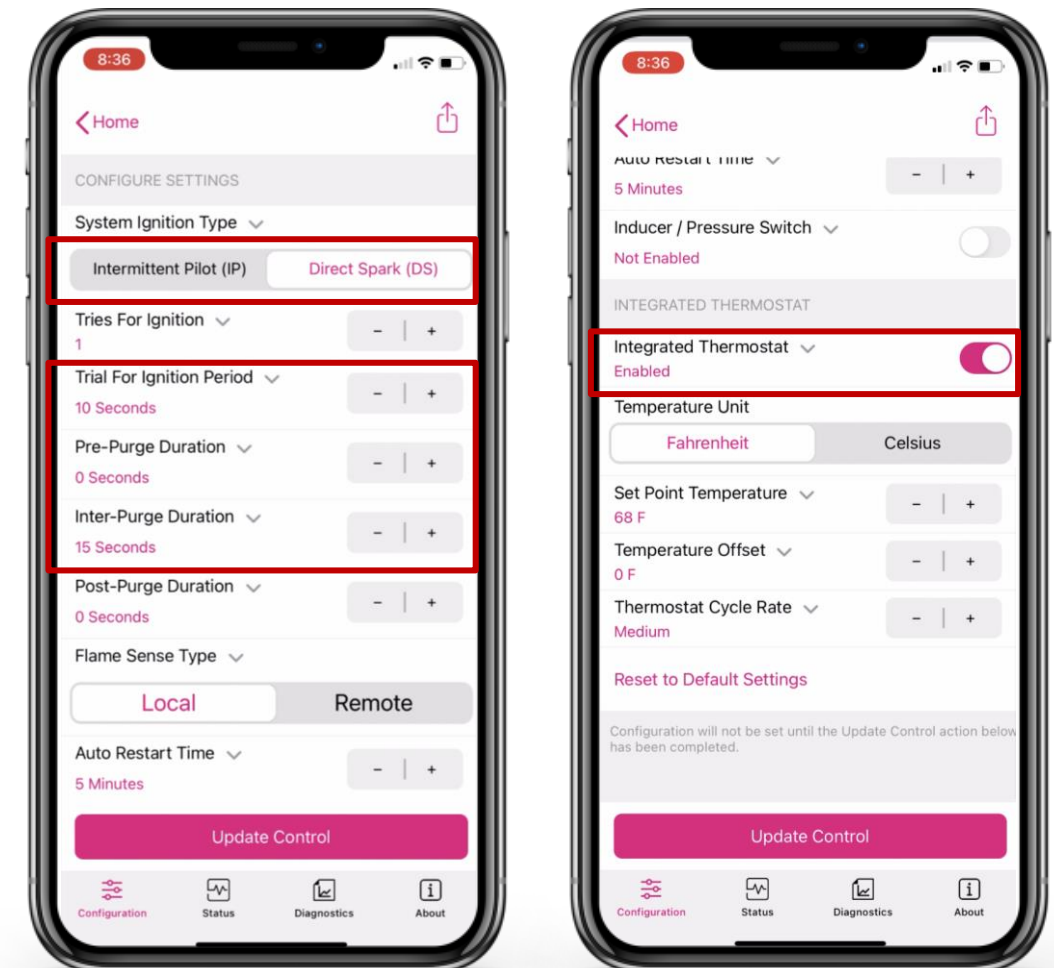 8:36
Home
CONFIGURE SETTINGS
System Ignition Type
Intermittent Pilot (IP) Direct Spark (DS)
Tries For Ignition
- | +
1
Trial For Ignition Period
- | +
10 Seconds
Pre-Purge Duration
- | +
0 Seconds
Inter-Purge Duration
- | +
15 Seconds
Post-Purge Duration
- | +
0 Seconds
Flame Sense Type
Local Remote
Auto Restart Time
- | +
5 Minutes
Update Control
Configuration Status Diagnostics About
8:36
Home
Auto Restart Time
- | +
5 Minutes
Inducer / Pressure Switch
Not Enabled
INTEGRATED THERMOSTAT
Integrated Thermostat
Enabled
Temperature Unit
Fahrenheit Celsius
Set Point Temperature
- | +
68 F
Temperature Offset
- | +
0 F
Thermostat Cycle Rate
- | +
Medium
Reset to Default Settings
Configuration will not be set until the Update Control action below
has been completed.
Update Control
Configuration Status Diagnostics About